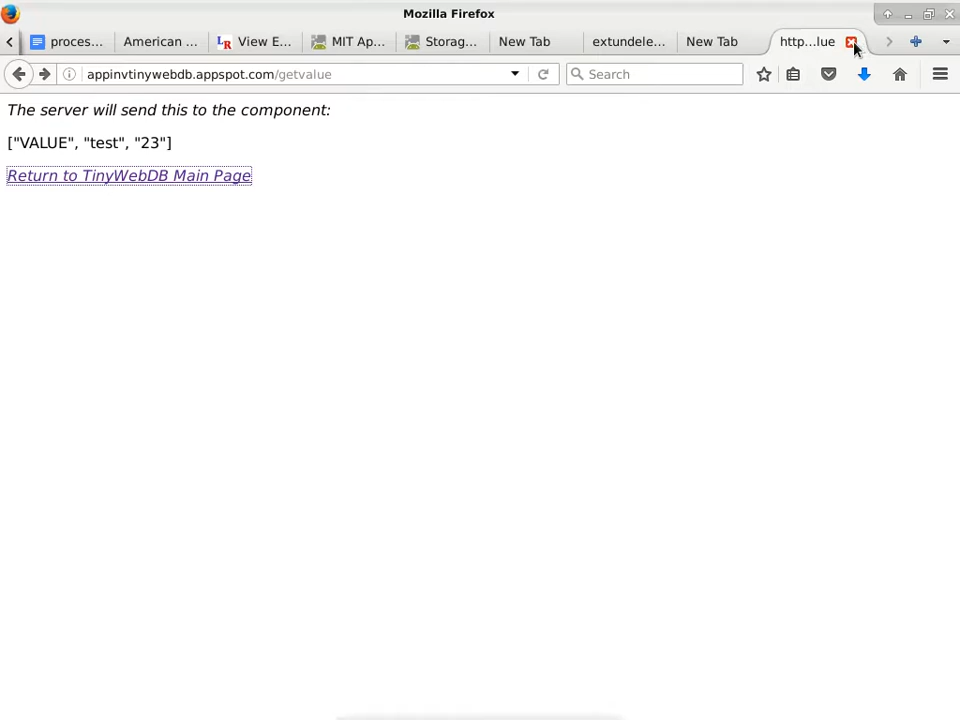 Mozilla Firefox
proces...
American ...
View E...
MIT Ap...
Storag...
New Tab
extundele...
New Tab
http...lue
appinvtinywebdb.appspot.com/getvalue
Search
The server will send this to the component:
["VALUE", "test", "23"]
Return to TinyWebDB Main Page